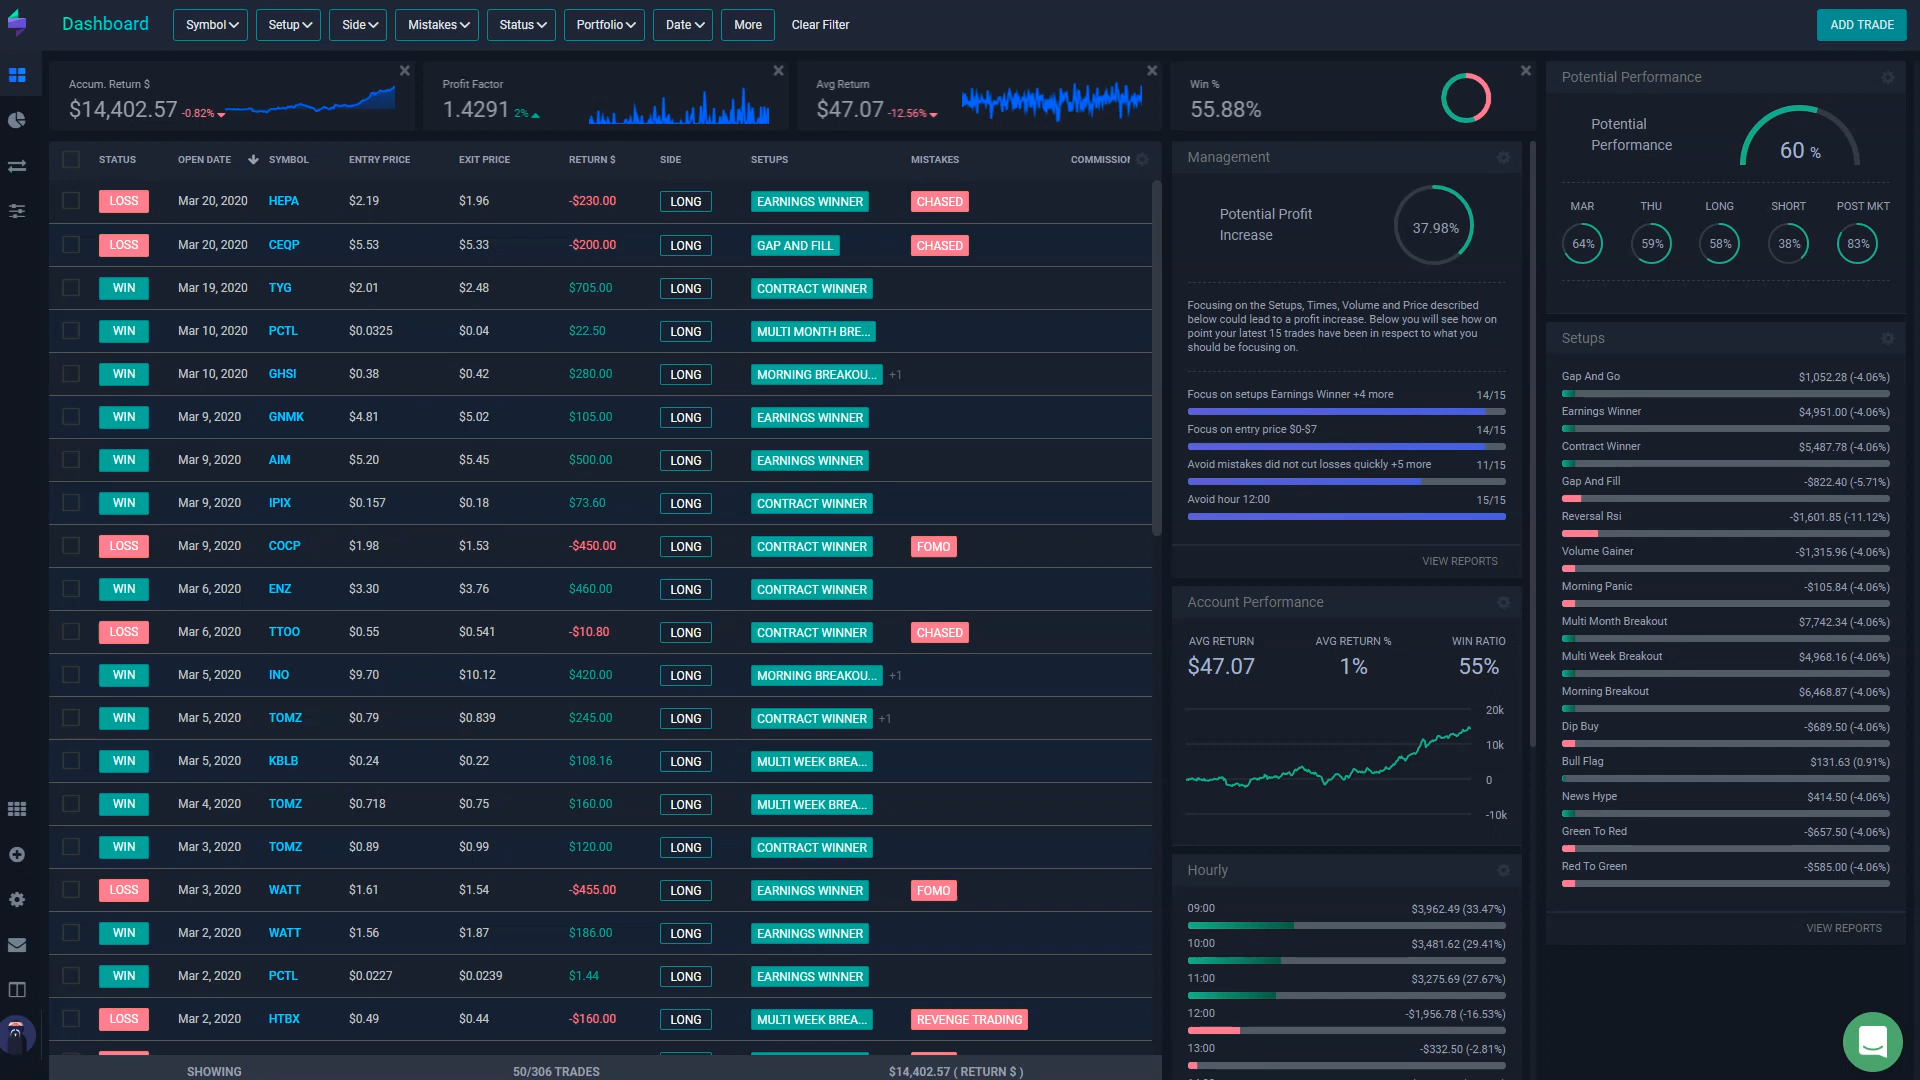 Dashboard
Symbol
Setup
Side
Mistakes
Status
Portfolio
Date
More
Clear Filter
ADD TRADE
Accum. Return $
$14,402.57 -0.82%
Profit Factor
1.4291 2%
Avg Return
$47.07 -12.56%
Win %
55.88%
STATUS OPEN DATE SYMBOL ENTRY PRICE EXIT PRICE RETURN $ SIDE SETUPS MISTAKES COMMISSION
LOSS Mar 20, 2020 HEPA $2.19 $1.96 -$230.00 LONG EARNINGS WINNER CHASED
LOSS Mar 20, 2020 CEQP $5.53 $5.33 -$200.00 LONG GAP AND FILL CHASED
WIN Mar 19, 2020 TYG $2.01 $2.48 $705.00 LONG CONTRACT WINNER
WIN Mar 10, 2020 PCTL $0.0325 $0.04 $22.50 LONG MULTI MONTH BRE...
WIN Mar 10, 2020 GHSI $0.38 $0.42 $280.00 LONG MORNING BREAKOU... +1
WIN Mar 9, 2020 GNMK $4.81 $5.02 $105.00 LONG EARNINGS WINNER
WIN Mar 9, 2020 AIM $5.20 $5.45 $500.00 LONG EARNINGS WINNER
WIN Mar 9, 2020 IPIX $0.157 $0.18 $73.60 LONG CONTRACT WINNER
LOSS Mar 9, 2020 COCP $1.98 $1.53 -$450.00 LONG CONTRACT WINNER FOMO
WIN Mar 6, 2020 ENZ $3.30 $3.76 $460.00 LONG CONTRACT WINNER
LOSS Mar 6, 2020 TTOO $0.55 $0.541 -$10.80 LONG CONTRACT WINNER CHASED
WIN Mar 5, 2020 INO $9.70 $10.12 $420.00 LONG MORNING BREAKOU... +1
WIN Mar 5, 2020 TOMZ $0.79 $0.839 $245.00 LONG CONTRACT WINNER +1
WIN Mar 5, 2020 KBLB $0.24 $0.22 $108.16 LONG MULTI WEEK BREA...
WIN Mar 4, 2020 TOMZ $0.718 $0.75 $160.00 LONG MULTI WEEK BREA...
WIN Mar 3, 2020 TOMZ $0.89 $0.99 $120.00 LONG CONTRACT WINNER
LOSS Mar 3, 2020 WATT $1.61 $1.54 -$455.00 LONG EARNINGS WINNER FOMO
WIN Mar 2, 2020 WATT $1.56 $1.87 $186.00 LONG EARNINGS WINNER
WIN Mar 2, 2020 PCTL $0.0227 $0.0239 $1.44 LONG EARNINGS WINNER
LOSS Mar 2, 2020 HTBX $0.49 $0.44 -$160.00 LONG MULTI WEEK BREA... REVENGE TRADING
SHOWING 50/306 TRADES $14,402.57 ( RETURN $ )
Management
Potential Profit
Increase
37.98%
Focusing on the Setups, Times, Volume and Price described
below could lead to a profit increase. Below you will see how on
point your latest 15 trades have been in respect to what you
should be focusing on.
Focus on setups Earnings Winner +4 more 14/15
Focus on entry price $0-$7 14/15
Avoid mistakes did not cut losses quickly +5 more 11/15
Avoid hour 12:00 15/15
VIEW REPORTS
Account Performance
AVG RETURN AVG RETURN % WIN RATIO
$47.07 1% 55%
20k
10k
0
-10k
Hourly
09:00 $3,962.49 (33.47%)
10:00 $3,481.62 (29.41%)
11:00 $3,275.69 (27.67%)
12:00 -$1,956.78 (-16.53%)
13:00 -$332.50 (-2.81%)
Potential Performance
Potential
Performance
60 %
MAR THU LONG SHORT POST MKT
64% 59% 58% 38% 83%
Setups
Gap And Go $1,052.28 (-4.06%)
Earnings Winner $4,951.00 (-4.06%)
Contract Winner $5,487.78 (-4.06%)
Gap And Fill -$822.40 (-5.71%)
Reversal Rsi -$1,601.85 (-11.12%)
Volume Gainer -$1,315.96 (-4.06%)
Morning Panic -$105.84 (-4.06%)
Multi Month Breakout $7,742.34 (-4.06%)
Multi Week Breakout $4,968.16 (-4.06%)
Morning Breakout $6,468.87 (-4.06%)
Dip Buy -$689.50 (-4.06%)
Bull Flag $131.63 (0.91%)
News Hype $414.50 (-4.06%)
Green To Red -$657.50 (-4.06%)
Red To Green -$585.00 (-4.06%)
VIEW REPORTS